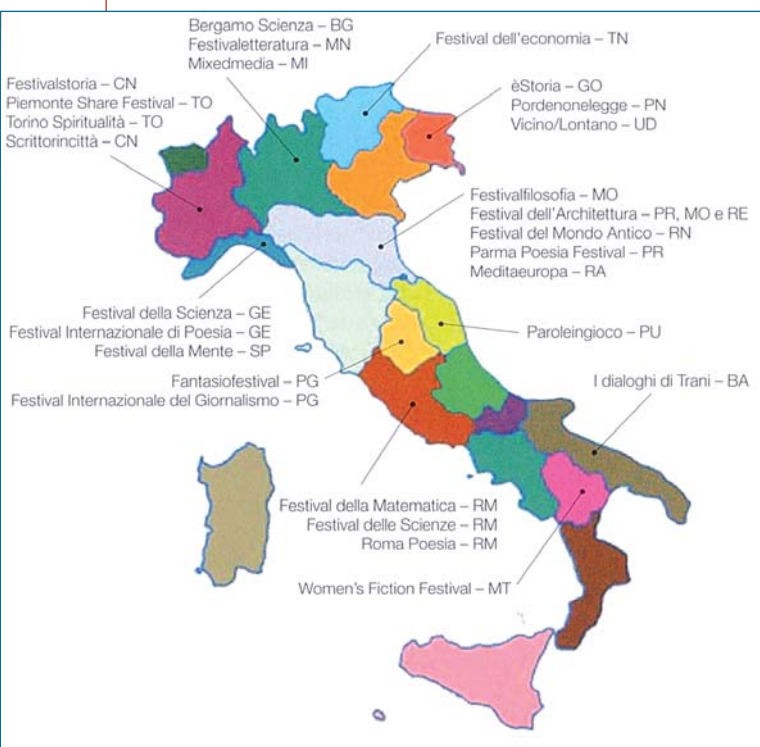 Bergamo Scienza – BG
Festivaletteratura – MN
Mixedmedia – MI
Festival dell'economia – TN
Festivalstoria – CN
Piemonte Share Festival – TO
Torino Spiritualità – TO
Scrittorincittà – CN
èStoria – GO
Pordenonelegge – PN
Vicino/Lontano – UD
Festivalfilosofia – MO
Festival dell'Architettura – PR, MO e RE
Festival del Mondo Antico – RN
Parma Poesia Festival – PR
Meditaeuropa – RA
Festival della Scienza – GE
Festival Internazionale di Poesia – GE
Festival della Mente – SP
Paroleingioco – PU
Fantasiofestival – PG
Festival Internazionale del Giornalismo – PG
I dialoghi di Trani – BA
Festival della Matematica – RM
Festival delle Scienze – RM
Roma Poesia – RM
Women's Fiction Festival – MT